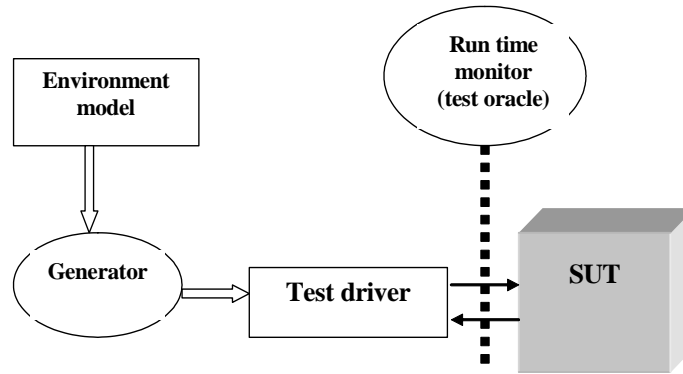 Run time
monitor
(test oracle)
Environment
model
Generator
Test driver
SUT